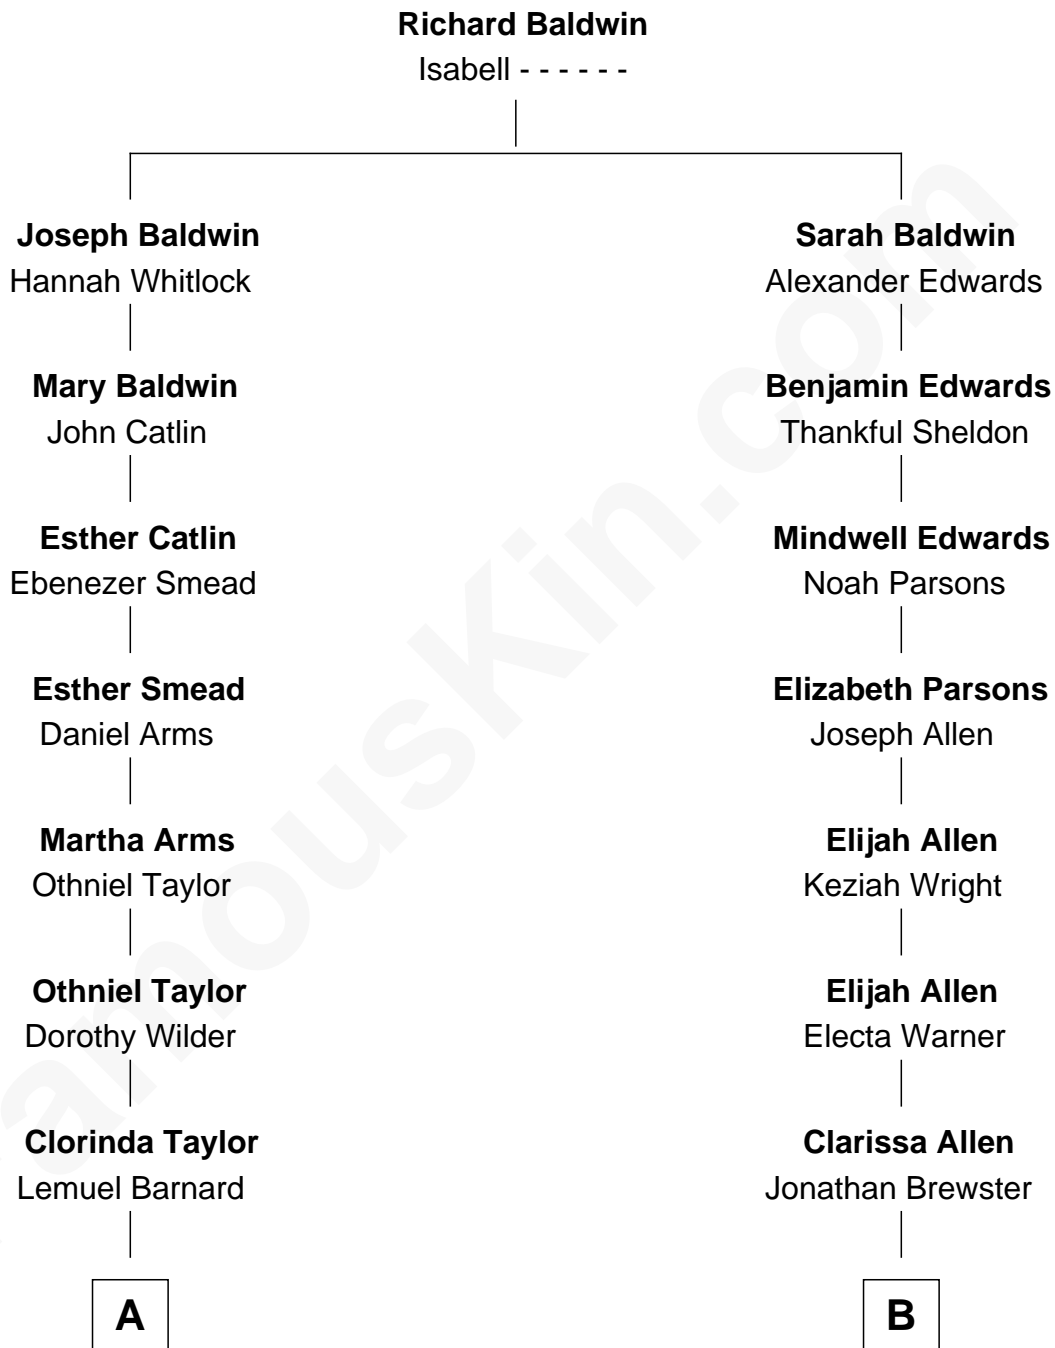 Richard Baldwin
Isabell - - - - - -
Joseph Baldwin
Hannah Whitlock
Sarah Baldwin
Alexander Edwards
Mary Baldwin
John Catlin
Benjamin Edwards
Thankful Sheldon
Esther Catlin
Ebenezer Smead
Mindwell Edwards
Noah Parsons
Esther Smead
Daniel Arms
Elizabeth Parsons
Joseph Allen
Martha Arms
Othniel Taylor
Elijah Allen
Keziah Wright
Othniel Taylor
Dorothy Wilder
Elijah Allen
Electa Warner
Clorinda Taylor
Lemuel Barnard
Clarissa Allen
Jonathan Brewster
A
B
famousKin.com